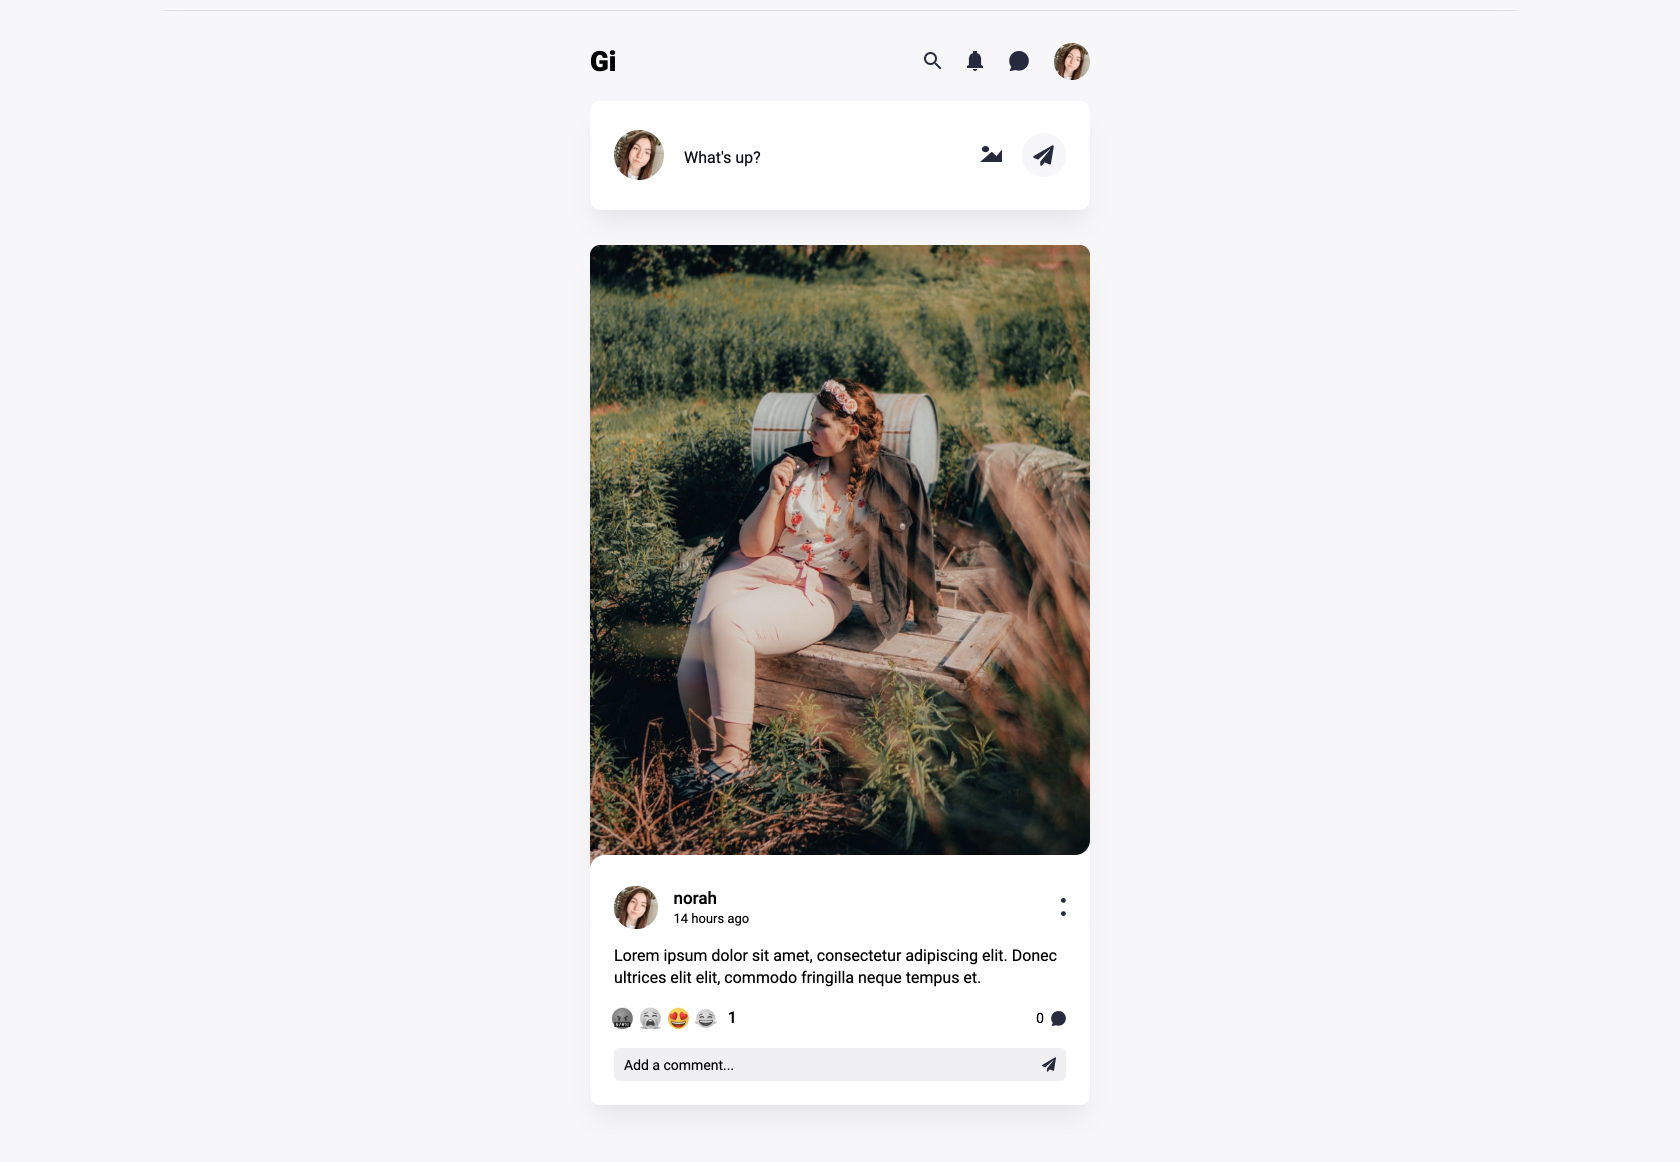 Gi
What's up?
norah
14 hours ago
Lorem ipsum dolor sit amet, consectetur adipiscing elit. Donec
ultrices elit elit, commodo fringilla neque tempus et.
1
0
Add a comment...